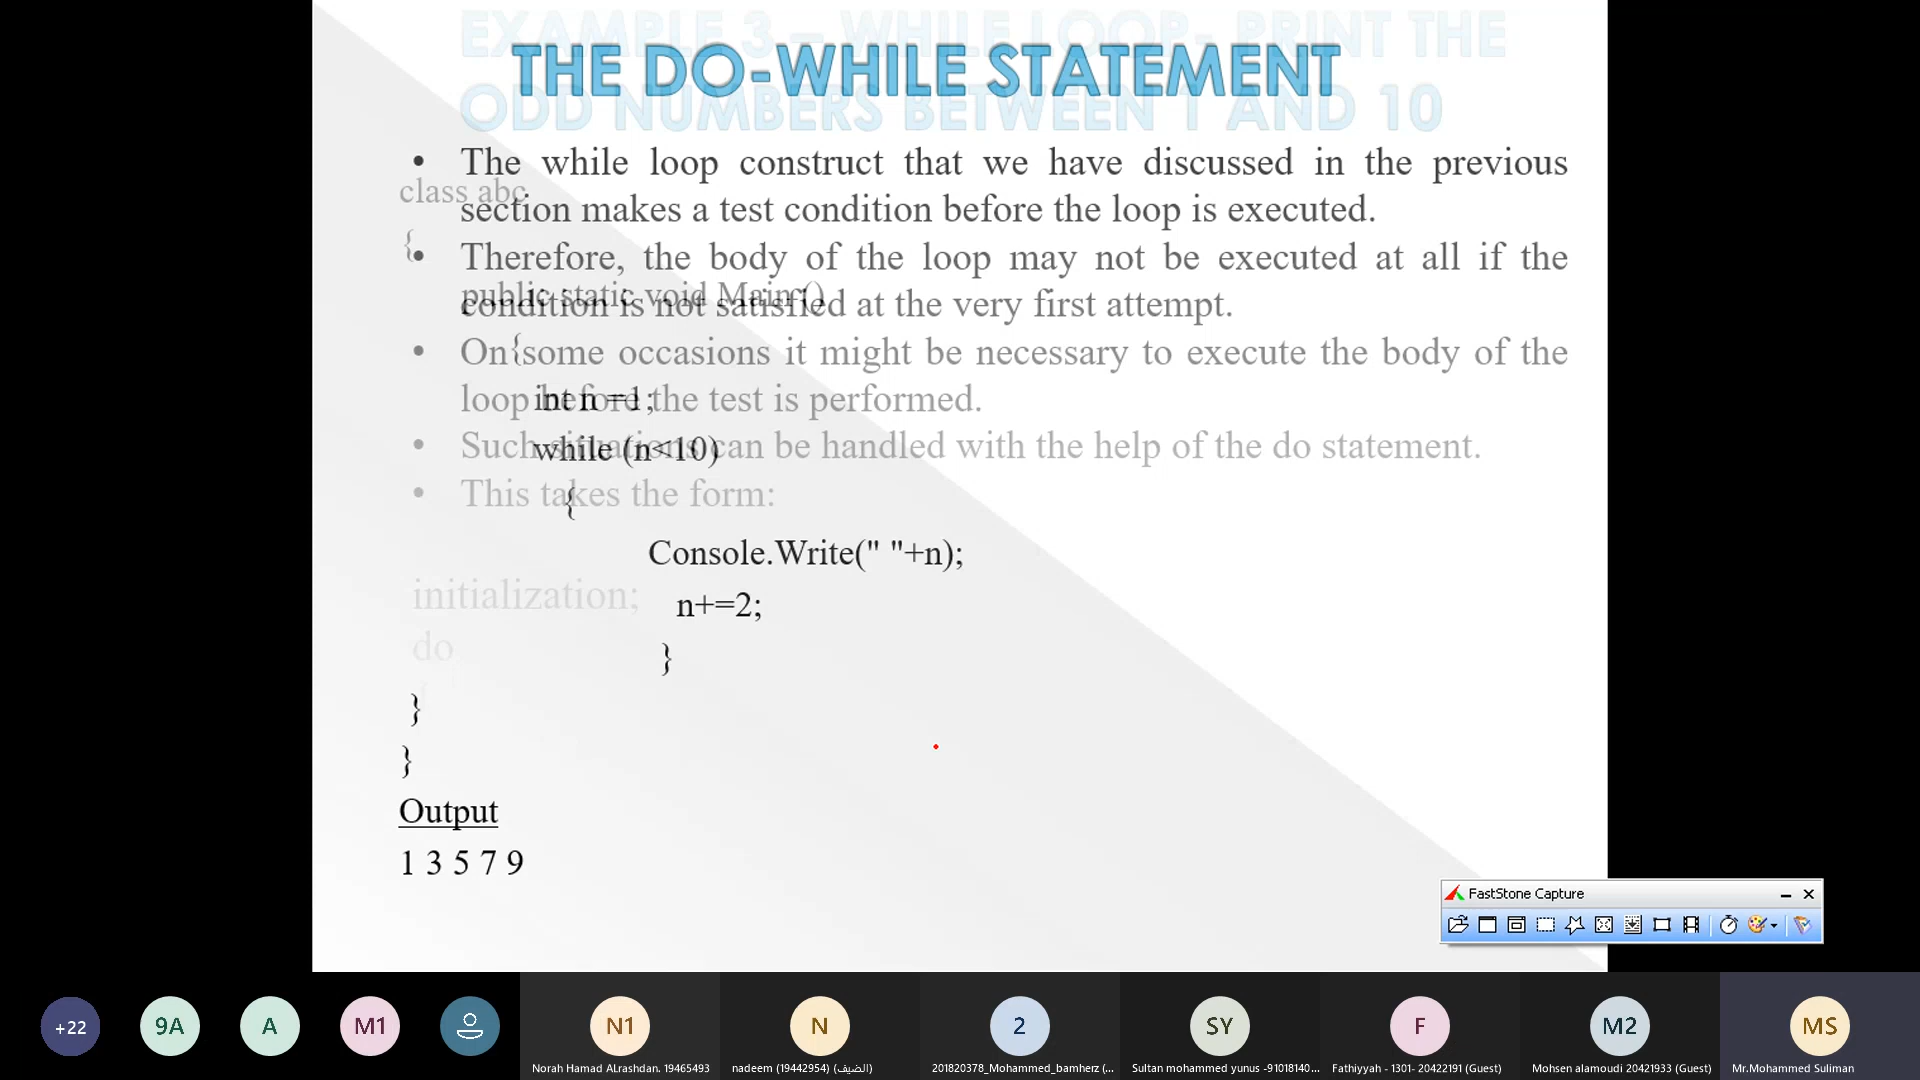 EXAMPLE 3 – WHILE LOOP- PRINT THE
ODD NUMBERS BETWEEN 1 AND 10
THE DO-WHILE STATEMENT
• The while loop construct that we have discussed in the previous
section makes a test condition before the loop is executed.
• Therefore, the body of the loop may not be executed at all if the
condition is not satisfied at the very first attempt.
• On some occasions it might be necessary to execute the body of the
loop before the test is performed.
• Such situations can be handled with the help of the do statement.
• This takes the form:
initialization;
do
{
class abc
{
public static void Main ()
{
int n =1 ;
while (n<10)
{
Console.Write(" "+n);
n+=2;
}
}
}
Output
1 3 5 7 9
FastStone Capture
+22
9A
A
M1
N1
N
2
SY
F
M2
MS
Norah Hamad ALrashdan. 19465493
nadeem (19442954) (الضيف)
201820378_Mohammed_bamherz (...
Sultan mohammed yunus -91018140...
Fathiyyah - 1301- 20422191 (Guest)
Mohsen alamoudi 20421933 (Guest)
Mr.Mohammed Suliman